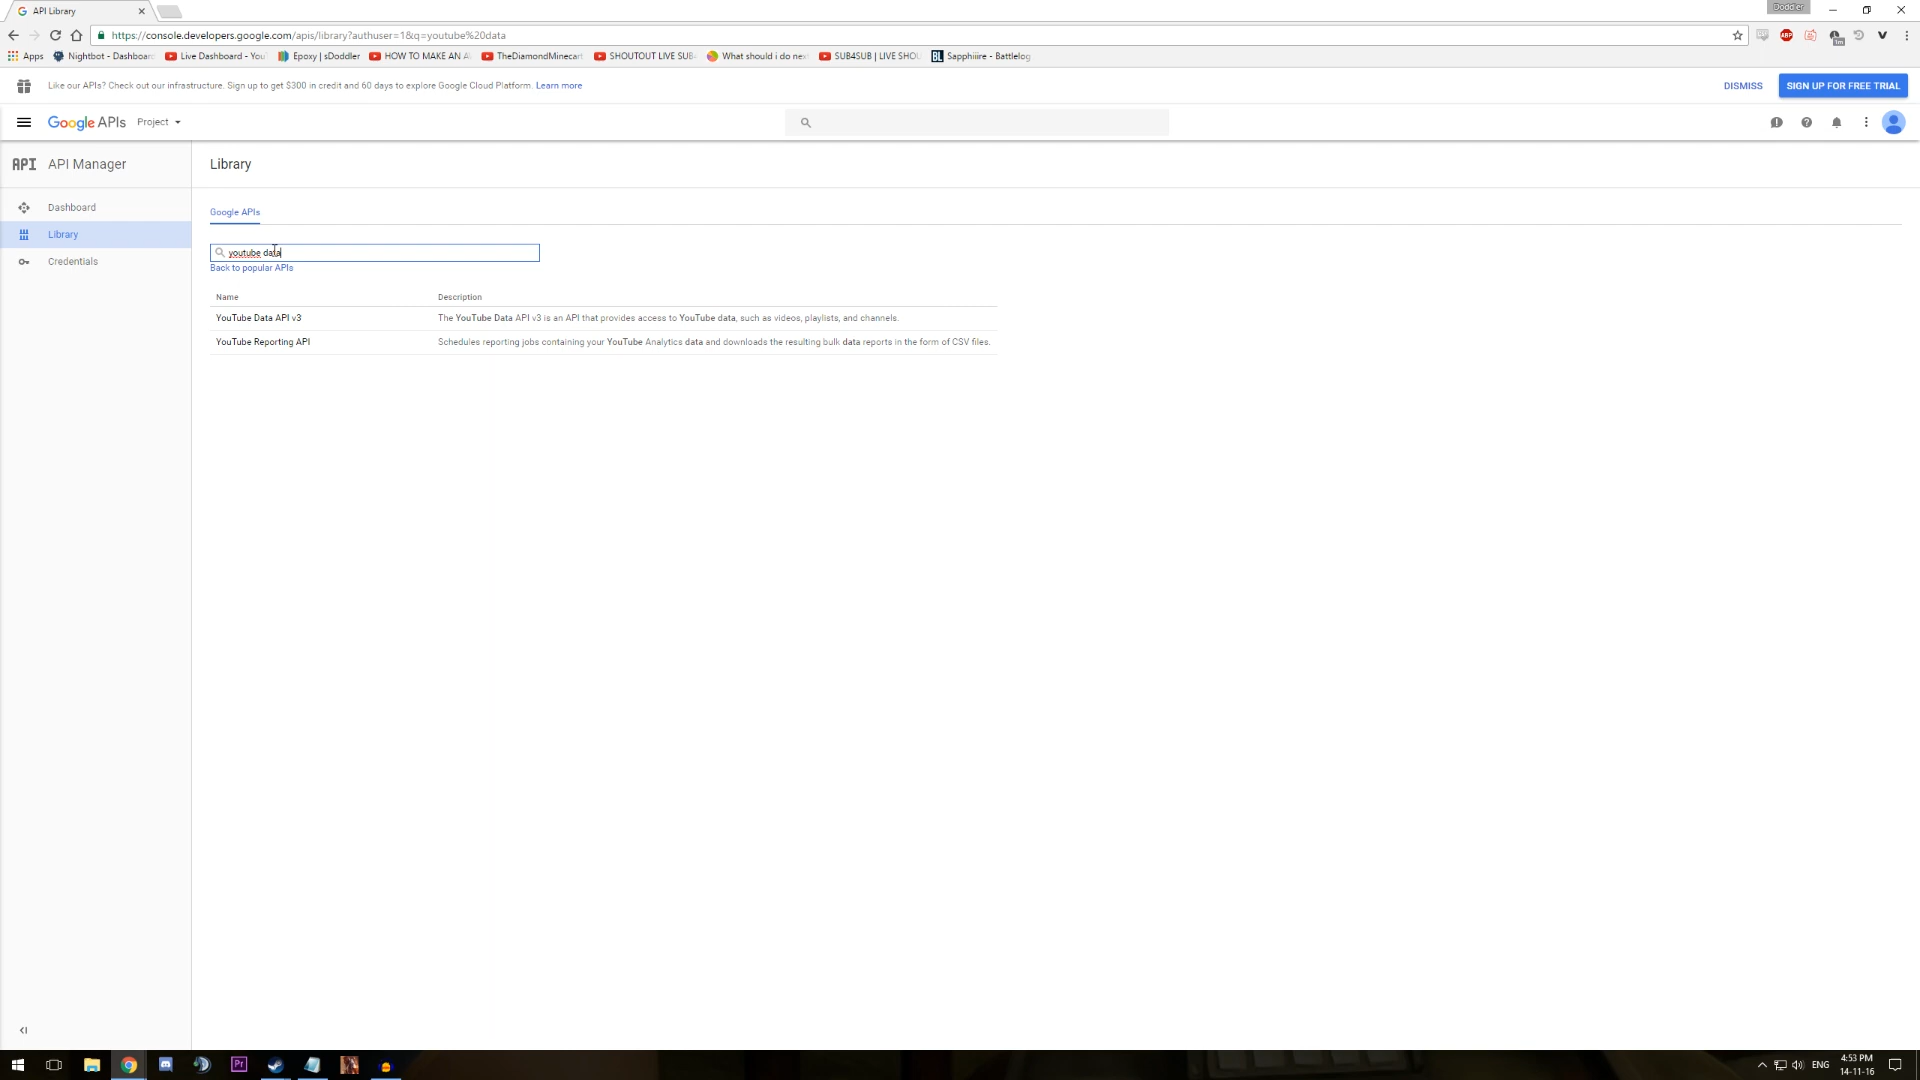 API Library
Doddler
https://console.developers.google.com/apis/library?authuser=1&q=youtube%20data
Apps Nightbot - Dashboard Live Dashboard - You Epoxy | sDoddler HOW TO MAKE AN A TheDiamondMinecart SHOUTOUT LIVE SUB What should i do nex SUB4SUB | LIVE SHOU Sapphiiire - Battlelog
Like our APIs? Check out our infrastructure. Sign up to get $300 in credit and 60 days to explore Google Cloud Platform. Learn more
DISMISS SIGN UP FOR FREE TRIAL
Google APIs Project
API API Manager
Library
Dashboard
Library
Credentials
Google APIs
youtube data
Back to popular APIs
Name Description
YouTube Data API v3 The YouTube Data API v3 is an API that provides access to YouTube data, such as videos, playlists, and channels.
YouTube Reporting API Schedules reporting jobs containing your YouTube Analytics data and downloads the resulting bulk data reports in the form of CSV files.
ENG
4:53 PM
14-11-16